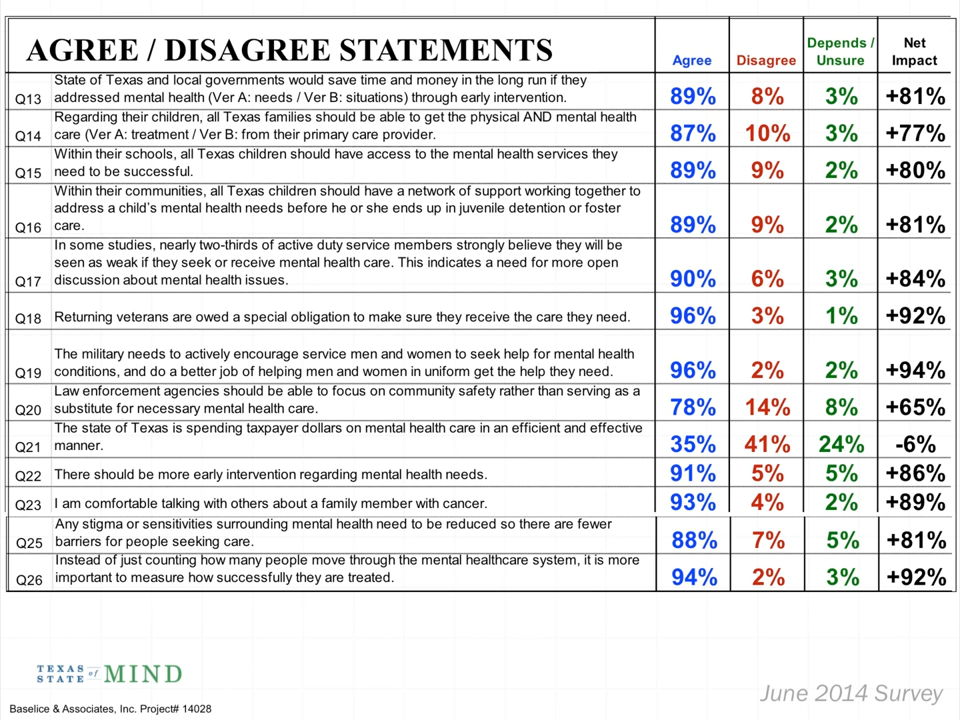 AGREE / DISAGREE STATEMENTS
Agree
Disagree
Depends /
Unsure
Net
Impact
Q13
State of Texas and local governments would save time and money in the long run if they
addressed mental health (Ver A: needs / Ver B: situations) through early intervention.
89% 8% 3% +81%
Q14
Regarding their children, all Texas families should be able to get the physical AND mental health
care (Ver A: treatment / Ver B: from their primary care provider.
87% 10% 3% +77%
Q15
Within their schools, all Texas children should have access to the mental health services they
need to be successful.
89% 9% 2% +80%
Q16
Within their communities, all Texas children should have a network of support working together to
address a child's mental health needs before he or she ends up in juvenile detention or foster
care.
89% 9% 2% +81%
Q17
In some studies, nearly two-thirds of active duty service members strongly believe they will be
seen as weak if they seek or receive mental health care. This indicates a need for more open
discussion about mental health issues.
90% 6% 3% +84%
Q18
Returning veterans are owed a special obligation to make sure they receive the care they need.
96% 3% 1% +92%
Q19
The military needs to actively encourage service men and women to seek help for mental health
conditions, and do a better job of helping men and women in uniform get the help they need.
96% 2% 2% +94%
Q20
Law enforcement agencies should be able to focus on community safety rather than serving as a
substitute for necessary mental health care.
78% 14% 8% +65%
Q21
The state of Texas is spending taxpayer dollars on mental health care in an efficient and effective
manner.
35% 41% 24% -6%
Q22
There should be more early intervention regarding mental health needs.
91% 5% 5% +86%
Q23
I am comfortable talking with others about a family member with cancer.
93% 4% 2% +89%
Q25
Any stigma or sensitivities surrounding mental health need to be reduced so there are fewer
barriers for people seeking care.
88% 7% 5% +81%
Q26
Instead of just counting how many people move through the mental healthcare system, it is more
important to measure how successfully they are treated.
94% 2% 3% +92%
TEXAS
STATE of MIND
June 2014 Survey
Baselice & Associates, Inc. Project# 14028